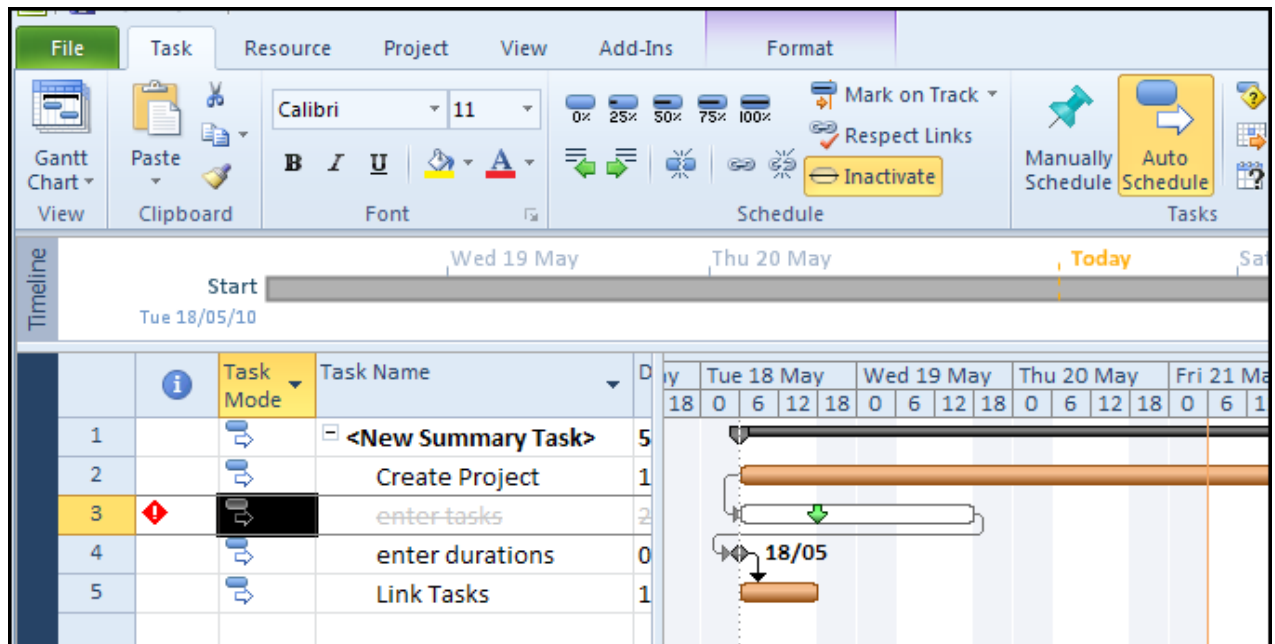 File Task Resource Project View Add-Ins Format
Calibri 11
0% 25% 50% 75% 100%
Mark on Track
Respect Links
Inactivate
B I U A
Gantt Chart
Paste
Manually Schedule
Auto Schedule
View Clipboard Font Schedule Tasks
Timeline
Wed 19 May Thu 20 May Today
Start
Tue 18/05/10
Task Mode Task Name
Tue 18 May Wed 19 May Thu 20 May Fri 21
18 0 6 12 18 0 6 12 18 0 6 12 18 0 6
1 <New Summary Task> 5
2 Create Project 1
3 enter tasks 2
4 enter durations 0 18/05
5 Link Tasks 1